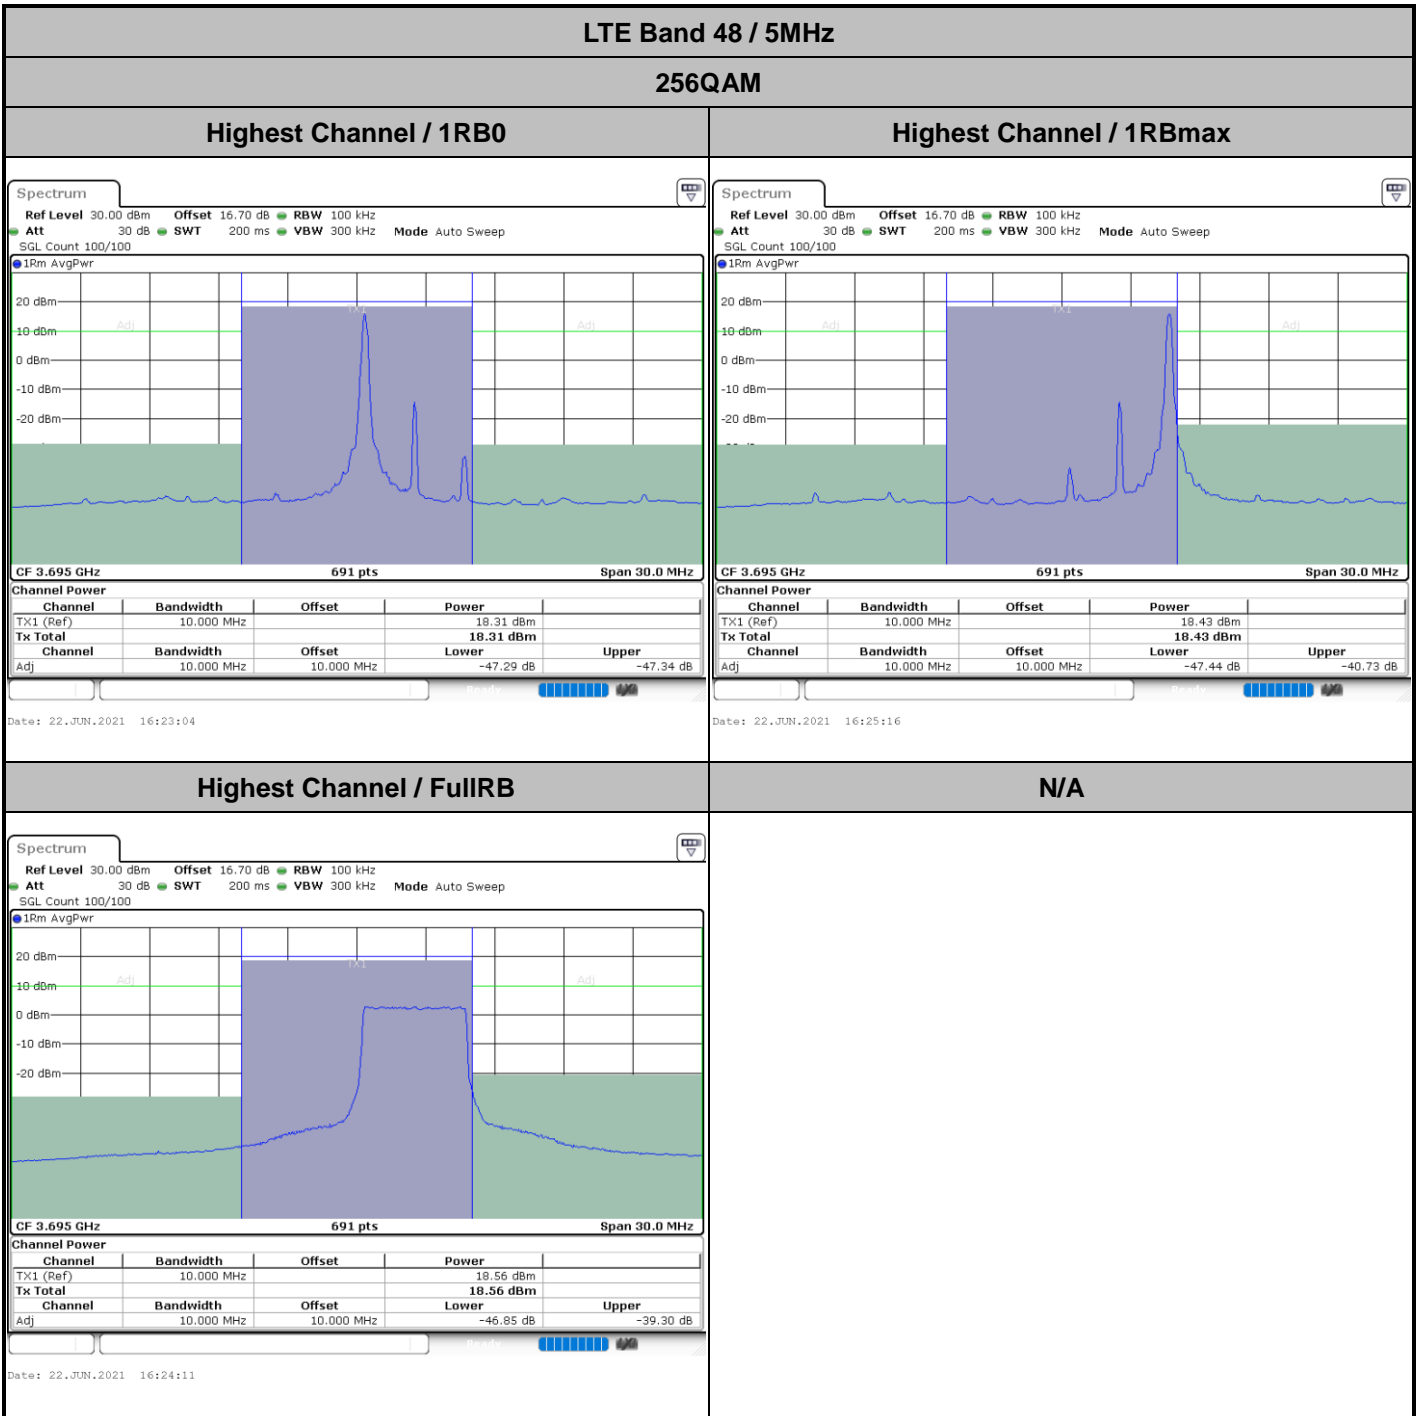 LTE Band 48 / 5MHz
256QAM
Highest Channel / 1RB0
Highest Channel / 1RBmax
Spectrum
Ref Level 30.00 dBm Offset 16.70 dB RBW 100 kHz
Att 30 dB SWT 200 ms VBW 300 kHz Mode Auto Sweep
SGL Count 100/100
1Rm AvgPwr
20 dBm
10 dBm
0 dBm
-10 dBm
-20 dBm
Adj
TX1
Adj
CF 3.695 GHz 691 pts Span 30.0 MHz
Channel Power
Channel Bandwidth Offset Power
TX1 (Ref) 10.000 MHz 18.31 dBm
Tx Total 18.31 dBm
Channel Bandwidth Offset Lower Upper
Adj 10.000 MHz 10.000 MHz -47.29 dB -47.34 dB
Ready
Date: 22.JUN.2021 16:23:04
Spectrum
Ref Level 30.00 dBm Offset 16.70 dB RBW 100 kHz
Att 30 dB SWT 200 ms VBW 300 kHz Mode Auto Sweep
SGL Count 100/100
1Rm AvgPwr
20 dBm
10 dBm
0 dBm
-10 dBm
-20 dBm
Adj
TX1
Adj
CF 3.695 GHz 691 pts Span 30.0 MHz
Channel Power
Channel Bandwidth Offset Power
TX1 (Ref) 10.000 MHz 18.43 dBm
Tx Total 18.43 dBm
Channel Bandwidth Offset Lower Upper
Adj 10.000 MHz 10.000 MHz -47.44 dB -40.73 dB
Ready
Date: 22.JUN.2021 16:25:16
Highest Channel / FullRB
N/A
Spectrum
Ref Level 30.00 dBm Offset 16.70 dB RBW 100 kHz
Att 30 dB SWT 200 ms VBW 300 kHz Mode Auto Sweep
SGL Count 100/100
1Rm AvgPwr
20 dBm
10 dBm
0 dBm
-10 dBm
-20 dBm
Adj
TX1
Adj
CF 3.695 GHz 691 pts Span 30.0 MHz
Channel Power
Channel Bandwidth Offset Power
TX1 (Ref) 10.000 MHz 18.56 dBm
Tx Total 18.56 dBm
Channel Bandwidth Offset Lower Upper
Adj 10.000 MHz 10.000 MHz -46.85 dB -39.30 dB
Ready
Date: 22.JUN.2021 16:24:11